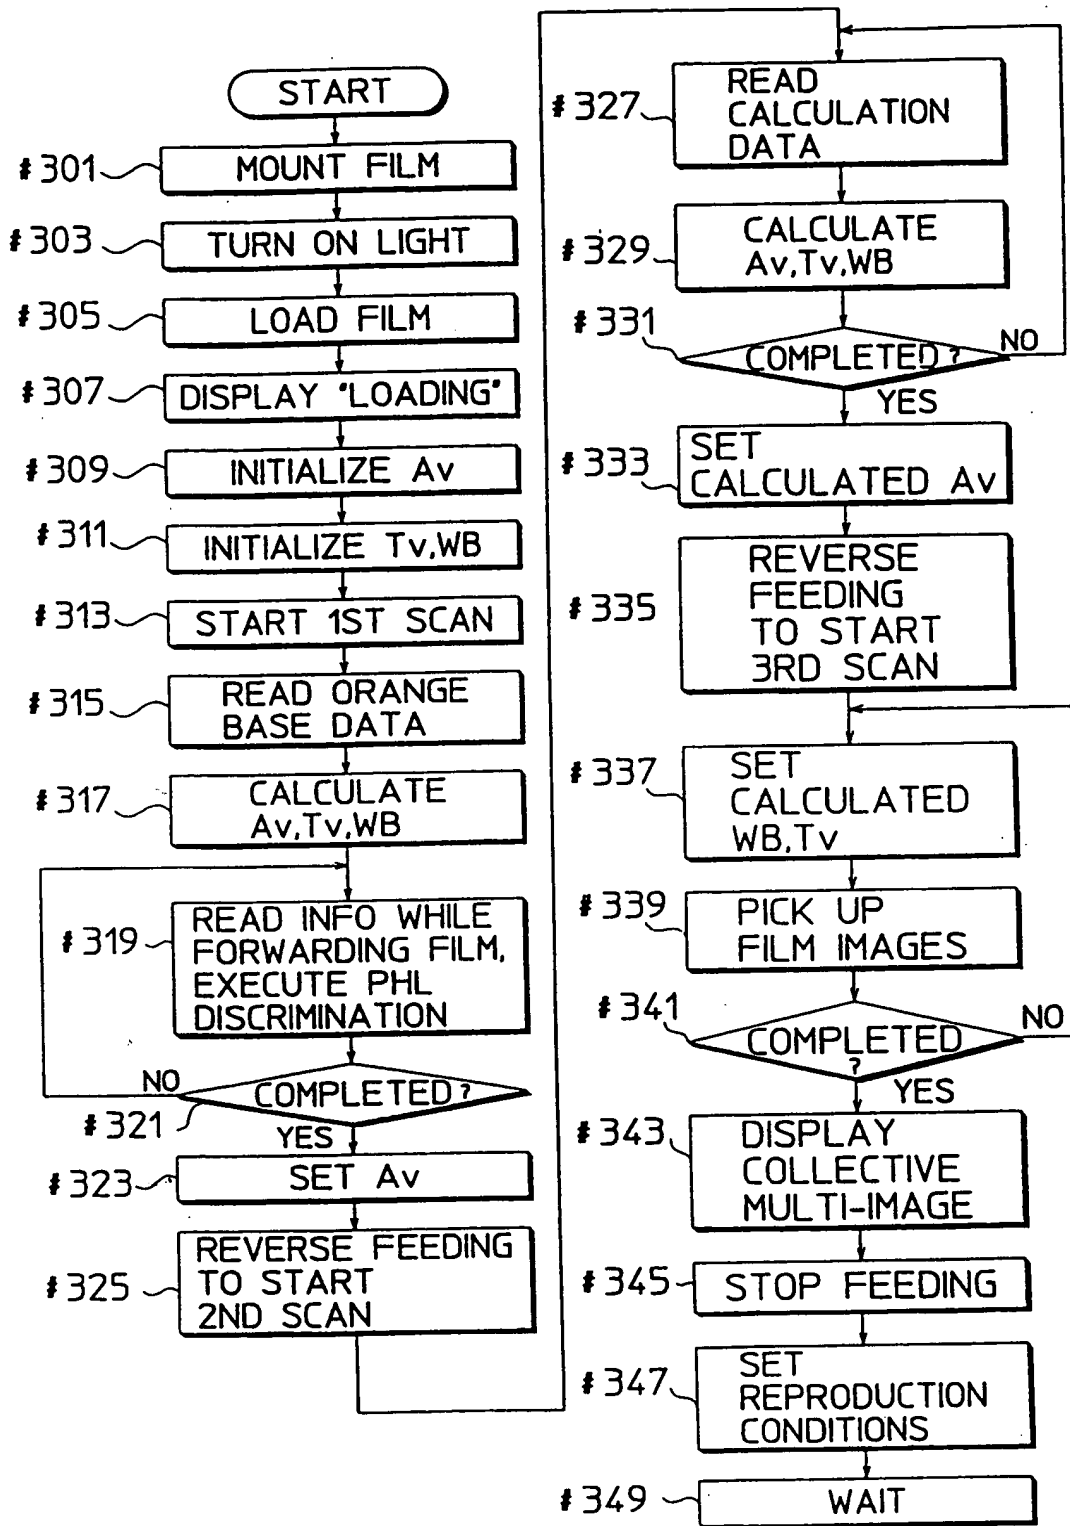 START
#301
MOUNT FILM
#303
TURN ON LIGHT
#305
LOAD FILM
#307
DISPLAY "LOADING"
#309
INITIALIZE Av
#311
INITIALIZE Tv,WB
#313
START 1ST SCAN
#315
READ ORANGE
BASE DATA
#317
CALCULATE
Av,Tv,WB
#319
READ INFO WHILE
FORWARDING FILM,
EXECUTE PHL
DISCRIMINATION
NO
COMPLETED?
#321
YES
#323
SET Av
#325
REVERSE FEEDING
TO START
2ND SCAN
#327
READ
CALCULATION
DATA
#329
CALCULATE
Av,Tv,WB
#331
COMPLETED?
NO
YES
#333
SET
CALCULATED Av
#335
REVERSE
FEEDING
TO START
3RD SCAN
#337
SET
CALCULATED
WB,Tv
#339
PICK UP
FILM IMAGES
#341
COMPLETED
?
NO
YES
#343
DISPLAY
COLLECTIVE
MULTI-IMAGE
#345
STOP FEEDING
#347
SET
REPRODUCTION
CONDITIONS
#349
WAIT